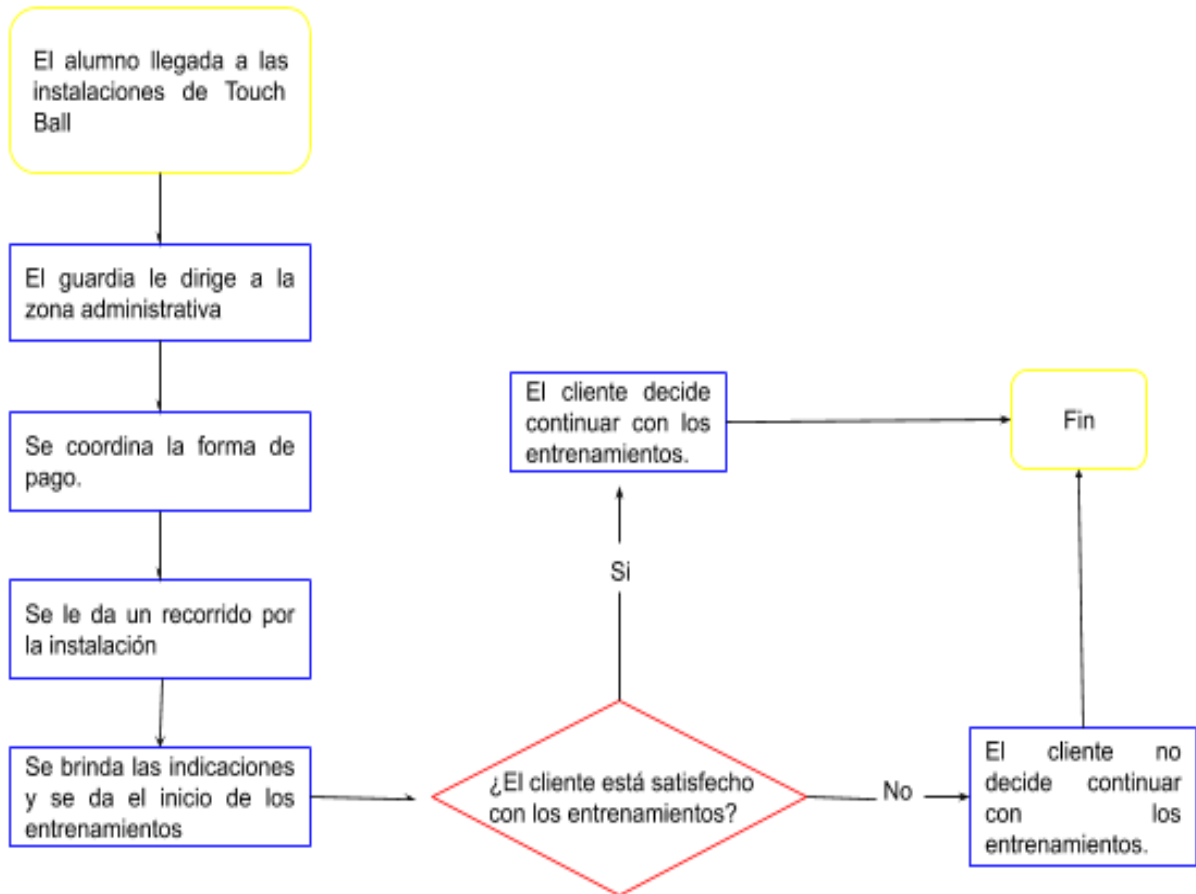 El alumno llegada a las
instalaciones de Touch
Ball
El guardia le dirige a la
zona administrativa
Se coordina la forma de
pago.
Se le da un recorrido por
la instalación
Se brinda las indicaciones
y se da el inicio de los
entrenamientos
¿El cliente está satisfecho
con los entrenamientos?
Si
El cliente decide
continuar con los
entrenamientos.
No
El cliente no
decide continuar
con los
entrenamientos.
Fin